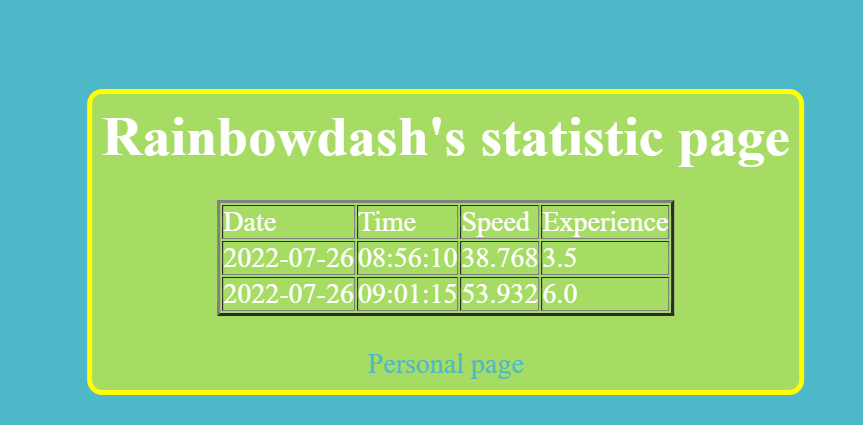 Rainbowdash's statistic page
Date Time Speed Experience
2022-07-26 08:56:10 38.768 3.5
2022-07-26 09:01:15 53.932 6.0
Personal page